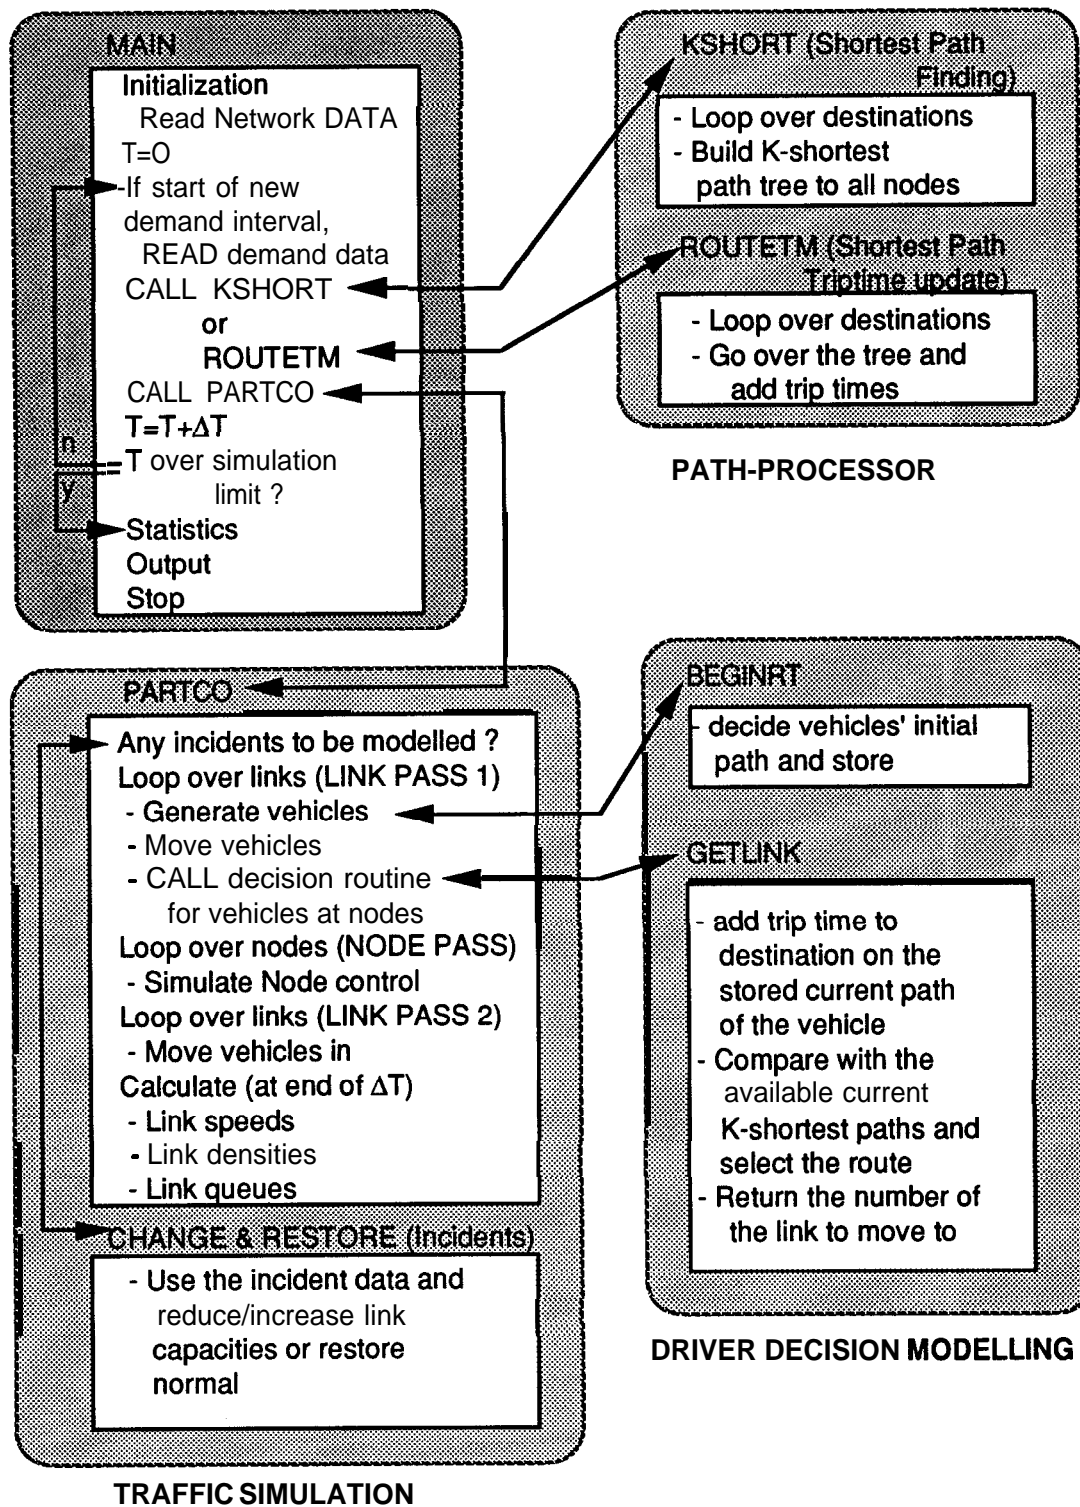 MAIN
Initialization
Read Network DATA
T=O
-If start of new
demand interval,
READ demand data
CALL KSHORT
or
ROUTETM
CALL PARTCO
T=T+ΔT
n
T over simulation
limit ?
y
Statistics
Output
Stop
KSHORT (Shortest Path
Finding)
- Loop over destinations
- Build K-shortest
path tree to all nodes
ROUTETM (Shortest Path
Triptime update)
- Loop over destinations
- Go over the tree and
add trip times
PATH-PROCESSOR
PARTCO
Any incidents to be modelled ?
Loop over links (LINK PASS 1)
- Generate vehicles
- Move vehicles
- CALL decision routine
for vehicles at nodes
Loop over nodes (NODE PASS)
- Simulate Node control
Loop over links (LINK PASS 2)
- Move vehicles in
Calculate (at end of ΔT)
- Link speeds
- Link densities
- Link queues
CHANGE & RESTORE (Incidents)
- Use the incident data and
reduce/increase link
capacities or restore
normal
TRAFFIC SIMULATION
BEGINRT
- decide vehicles' initial
path and store
GETLINK
- add trip time to
destination on the
stored current path
of the vehicle
- Compare with the
available current
K-shortest paths and
select the route
- Return the number of
the link to move to
DRIVER DECISION MODELLING